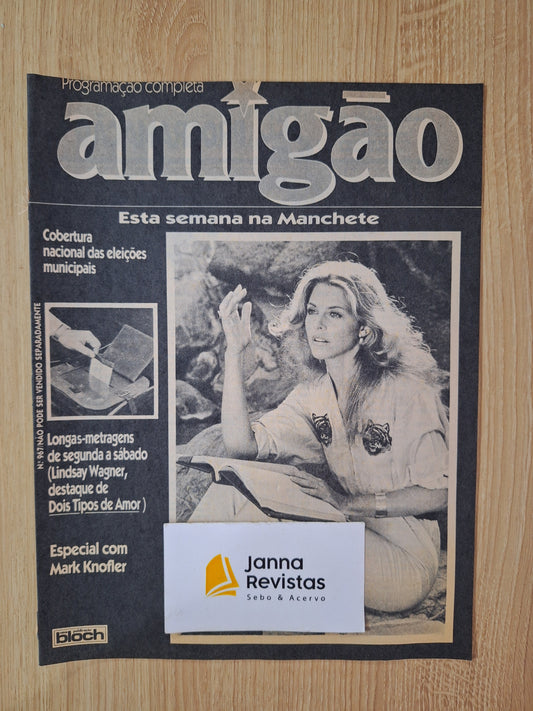 Programação completa
amigão
Esta semana na Manchete
Cobertura
nacional das eleições
municipais
Nº 967/NÃO PODE SER VENDIDO SEPARADAMENTE
Longas-metragens
de segunda a sábado
(Lindsay Wagner,
destaque de
Dois Tipos de Amor)
Especial com
Mark Knofler
bloch
Janna
Revistas
Sebo & Acervo